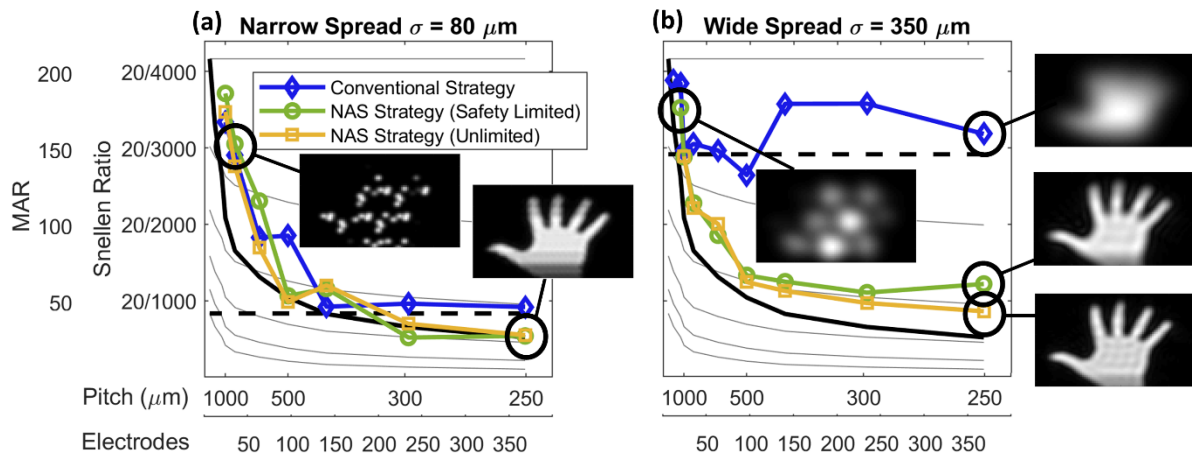 (a) Narrow Spread σ = 80 μm
(b) Wide Spread σ = 350 μm
MAR
200
150
100
50
Snellen Ratio
20/4000
20/3000
20/2000
20/1000
Conventional Strategy
NAS Strategy (Safety Limited)
NAS Strategy (Unlimited)
Pitch (μm)
1000 500 300 250
1000 500 300 250
Electrodes
50 100 150 200 250 300 350
50 100 150 200 250 300 350